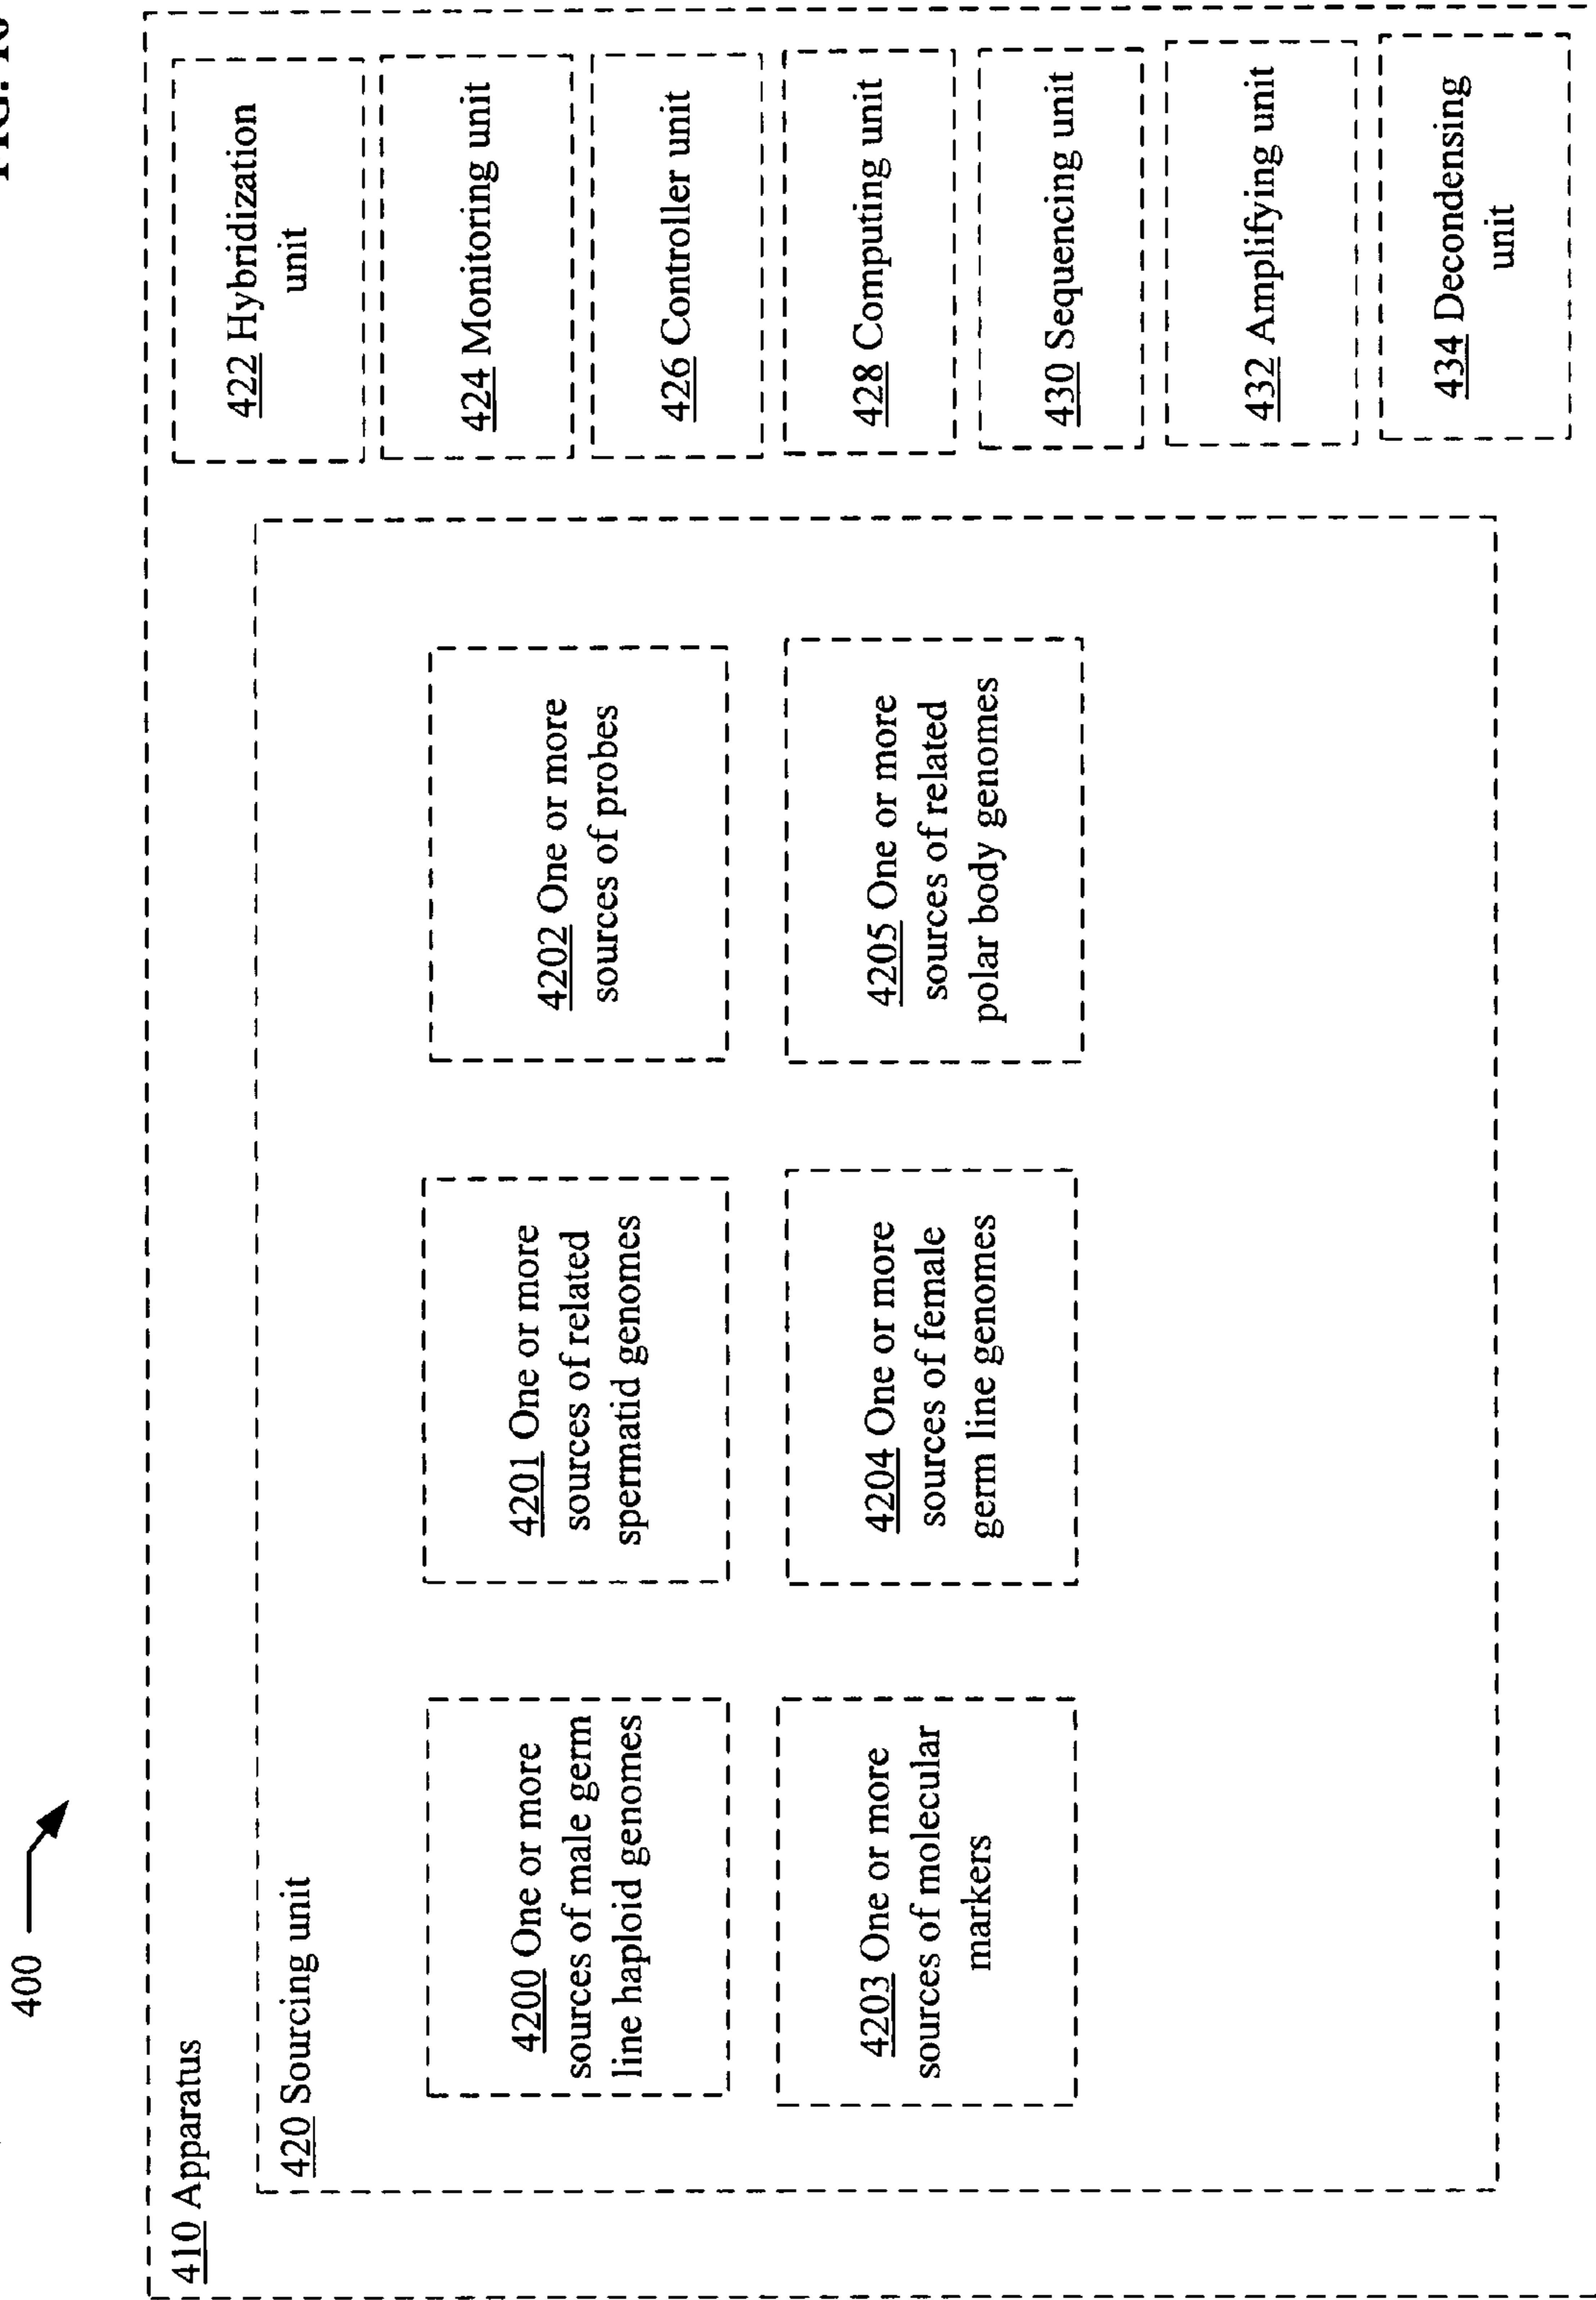 400
410 Apparatus
420 Sourcing unit
4200 One or more
sources of male germ
line haploid genomes
4201 One or more
sources of related
spermatid genomes
4202 One or more
sources of probes
4203 One or more
sources of molecular
markers
4204 One or more
sources of female
germ line genomes
4205 One or more
sources of related
polar body genomes
422 Hybridization
unit
424 Monitoring unit
426 Controller unit
428 Computing unit
430 Sequencing unit
432 Amplifying unit
434 Decondensing
unit